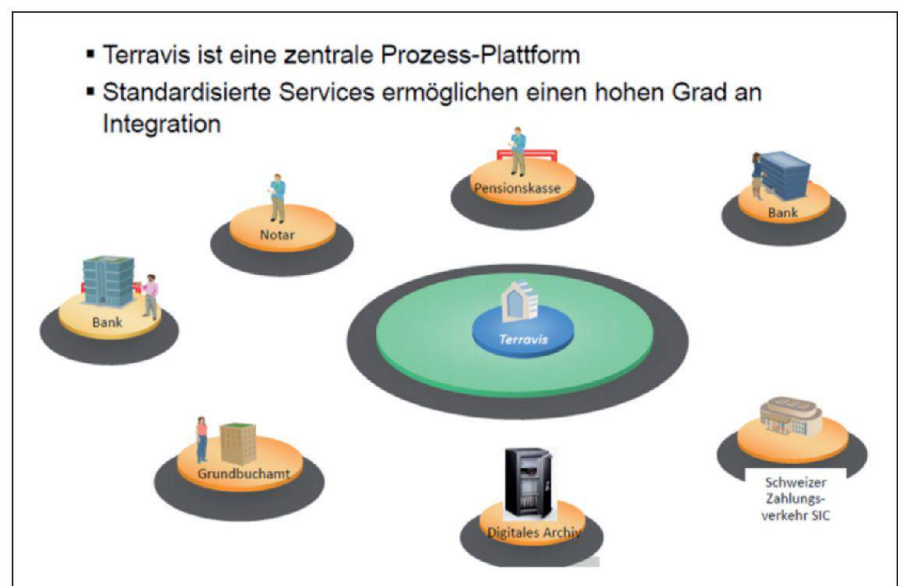 ▪ Terravis ist eine zentrale Prozess-Plattform
▪ Standardisierte Services ermöglichen einen hohen Grad an
Integration
Pensionskasse
Bank
Notar
Bank
Terravis
Grundbuchamt
Digitales Archiv
Schweizer
Zahlungs-
verkehr SIC